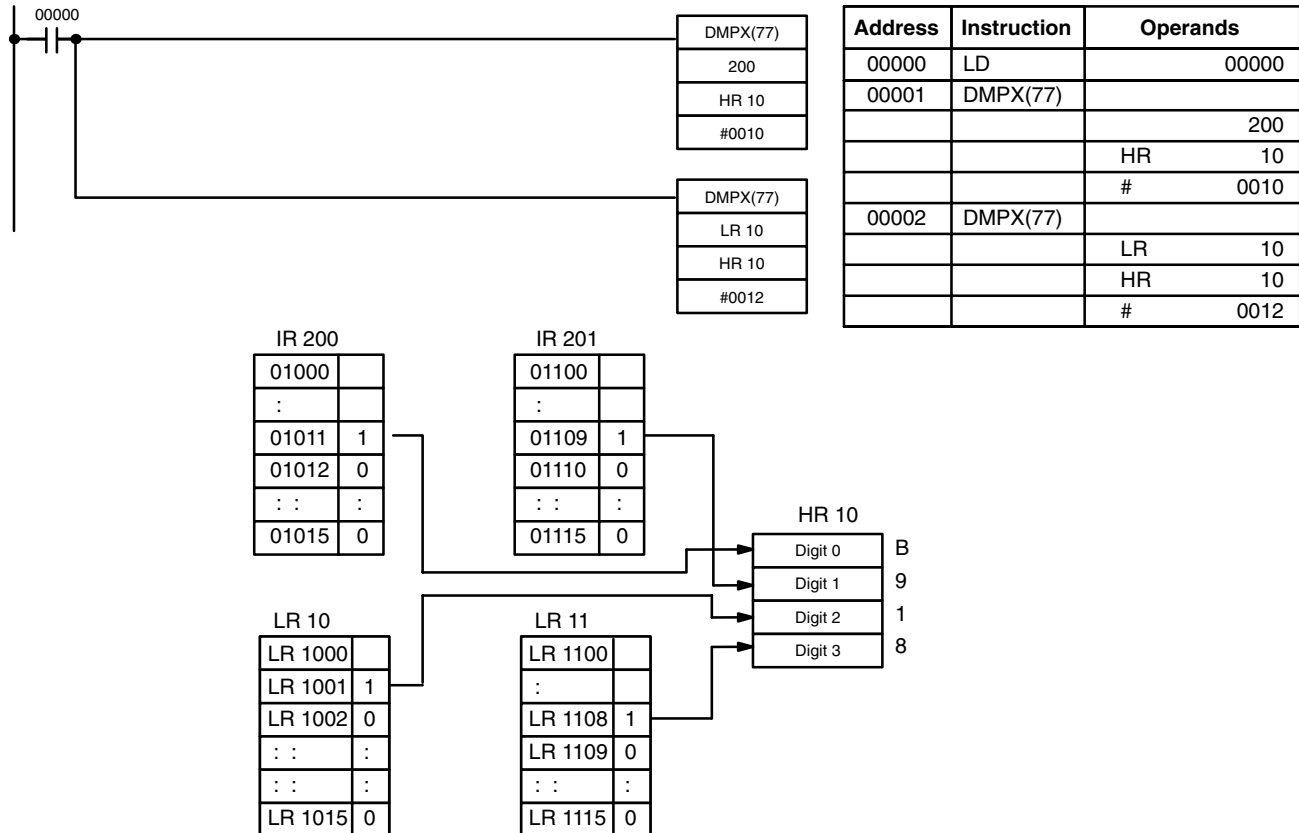 00000
DMPX(77)
200
HR 10
#0010
DMPX(77)
LR 10
HR 10
#0012
Address Instruction Operands
00000 LD 00000
00001 DMPX(77)
200
HR 10
# 0010
00002 DMPX(77)
LR 10
HR 10
# 0012
IR 200
01000
:
01011 1
01012 0
: : :
01015 0
IR 201
01100
:
01109 1
01110 0
: : :
01115 0
HR 10
Digit 0 B
Digit 1 9
Digit 2 1
Digit 3 8
LR 10
LR 1000
LR 1001 1
LR 1002 0
: : :
: : :
LR 1015 0
LR 11
LR 1100
:
LR 1108 1
LR 1109 0
: : :
LR 1115 0